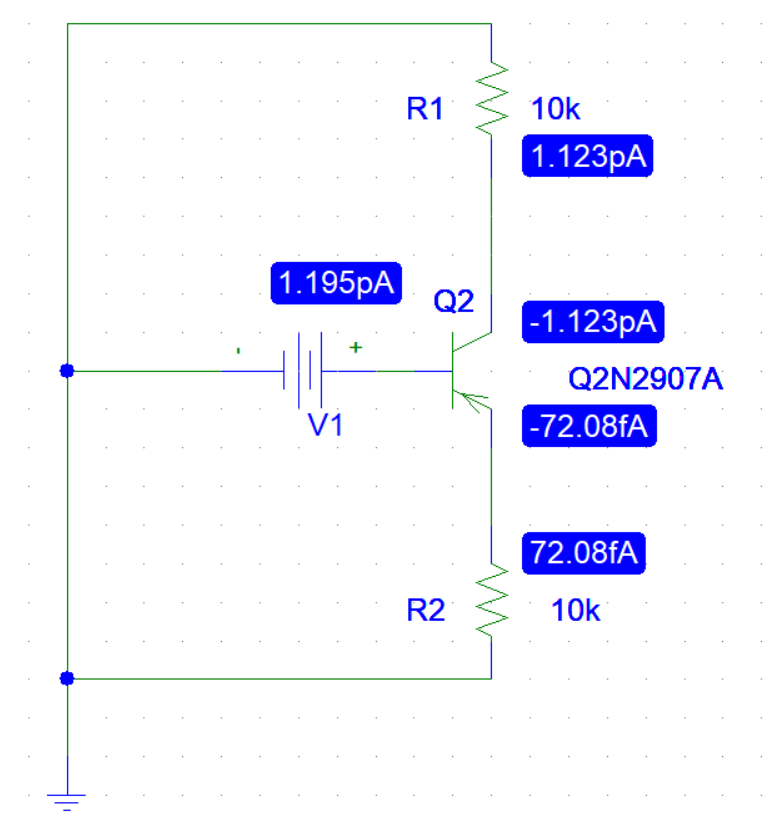 R1 10k
1.123pA
1.195pA
Q2
-1.123pA
- +
Q2N2907A
V1
-72.08fA
72.08fA
R2 10k